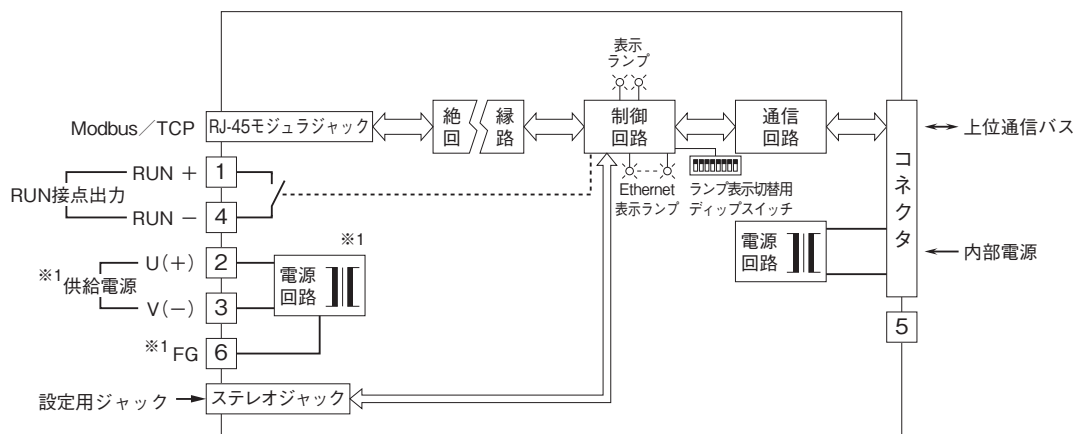 表示
ランプ
Modbus／TCP
RJ-45モジュラジャック
絶 縁
回 路
制御
回路
通信
回路
コネクタ
上位通信バス
RUN接点出力
RUN ＋
1
RUN －
4
Ethernet
表示ランプ
ランプ表示切替用
ディップスイッチ
※1供給電源
U(＋)
2
V(－)
3
※1
電源
回路
電源
回路
内部電源
5
※1 FG
6
設定用ジャック
ステレオジャック